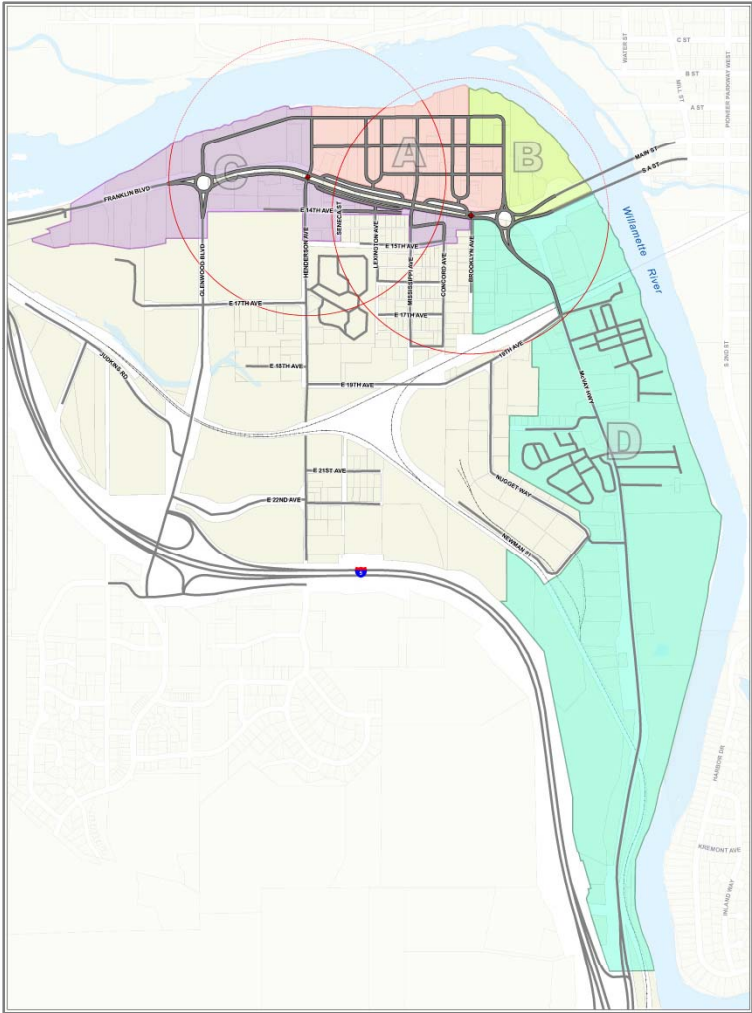 C ST
WATER ST
B ST
MILL ST
A ST
PIONEER PARKWAY WEST
A
B
C
MAIN ST
S A ST
FRANKLIN BLVD
E 14TH AVE
SENECA ST
LEXINGTON AVE
E 15TH AVE
HENDERSON AVE
GLENWOOD BLVD
MISSISSIPPI AVE
CONCORD AVE
BROOKLYN AVE
Willamette
River
E 17TH AVE
E 17TH AVE
19TH AVE
S 2ND ST
JUDKINS RD
E 18TH AVE
E 19TH AVE
McVAY HWY
D
E 21ST AVE
NUGGET WAY
E 22ND AVE
NEWMAN ST
5
HARBOR DR
KREMONT AVE
INLAND WAY